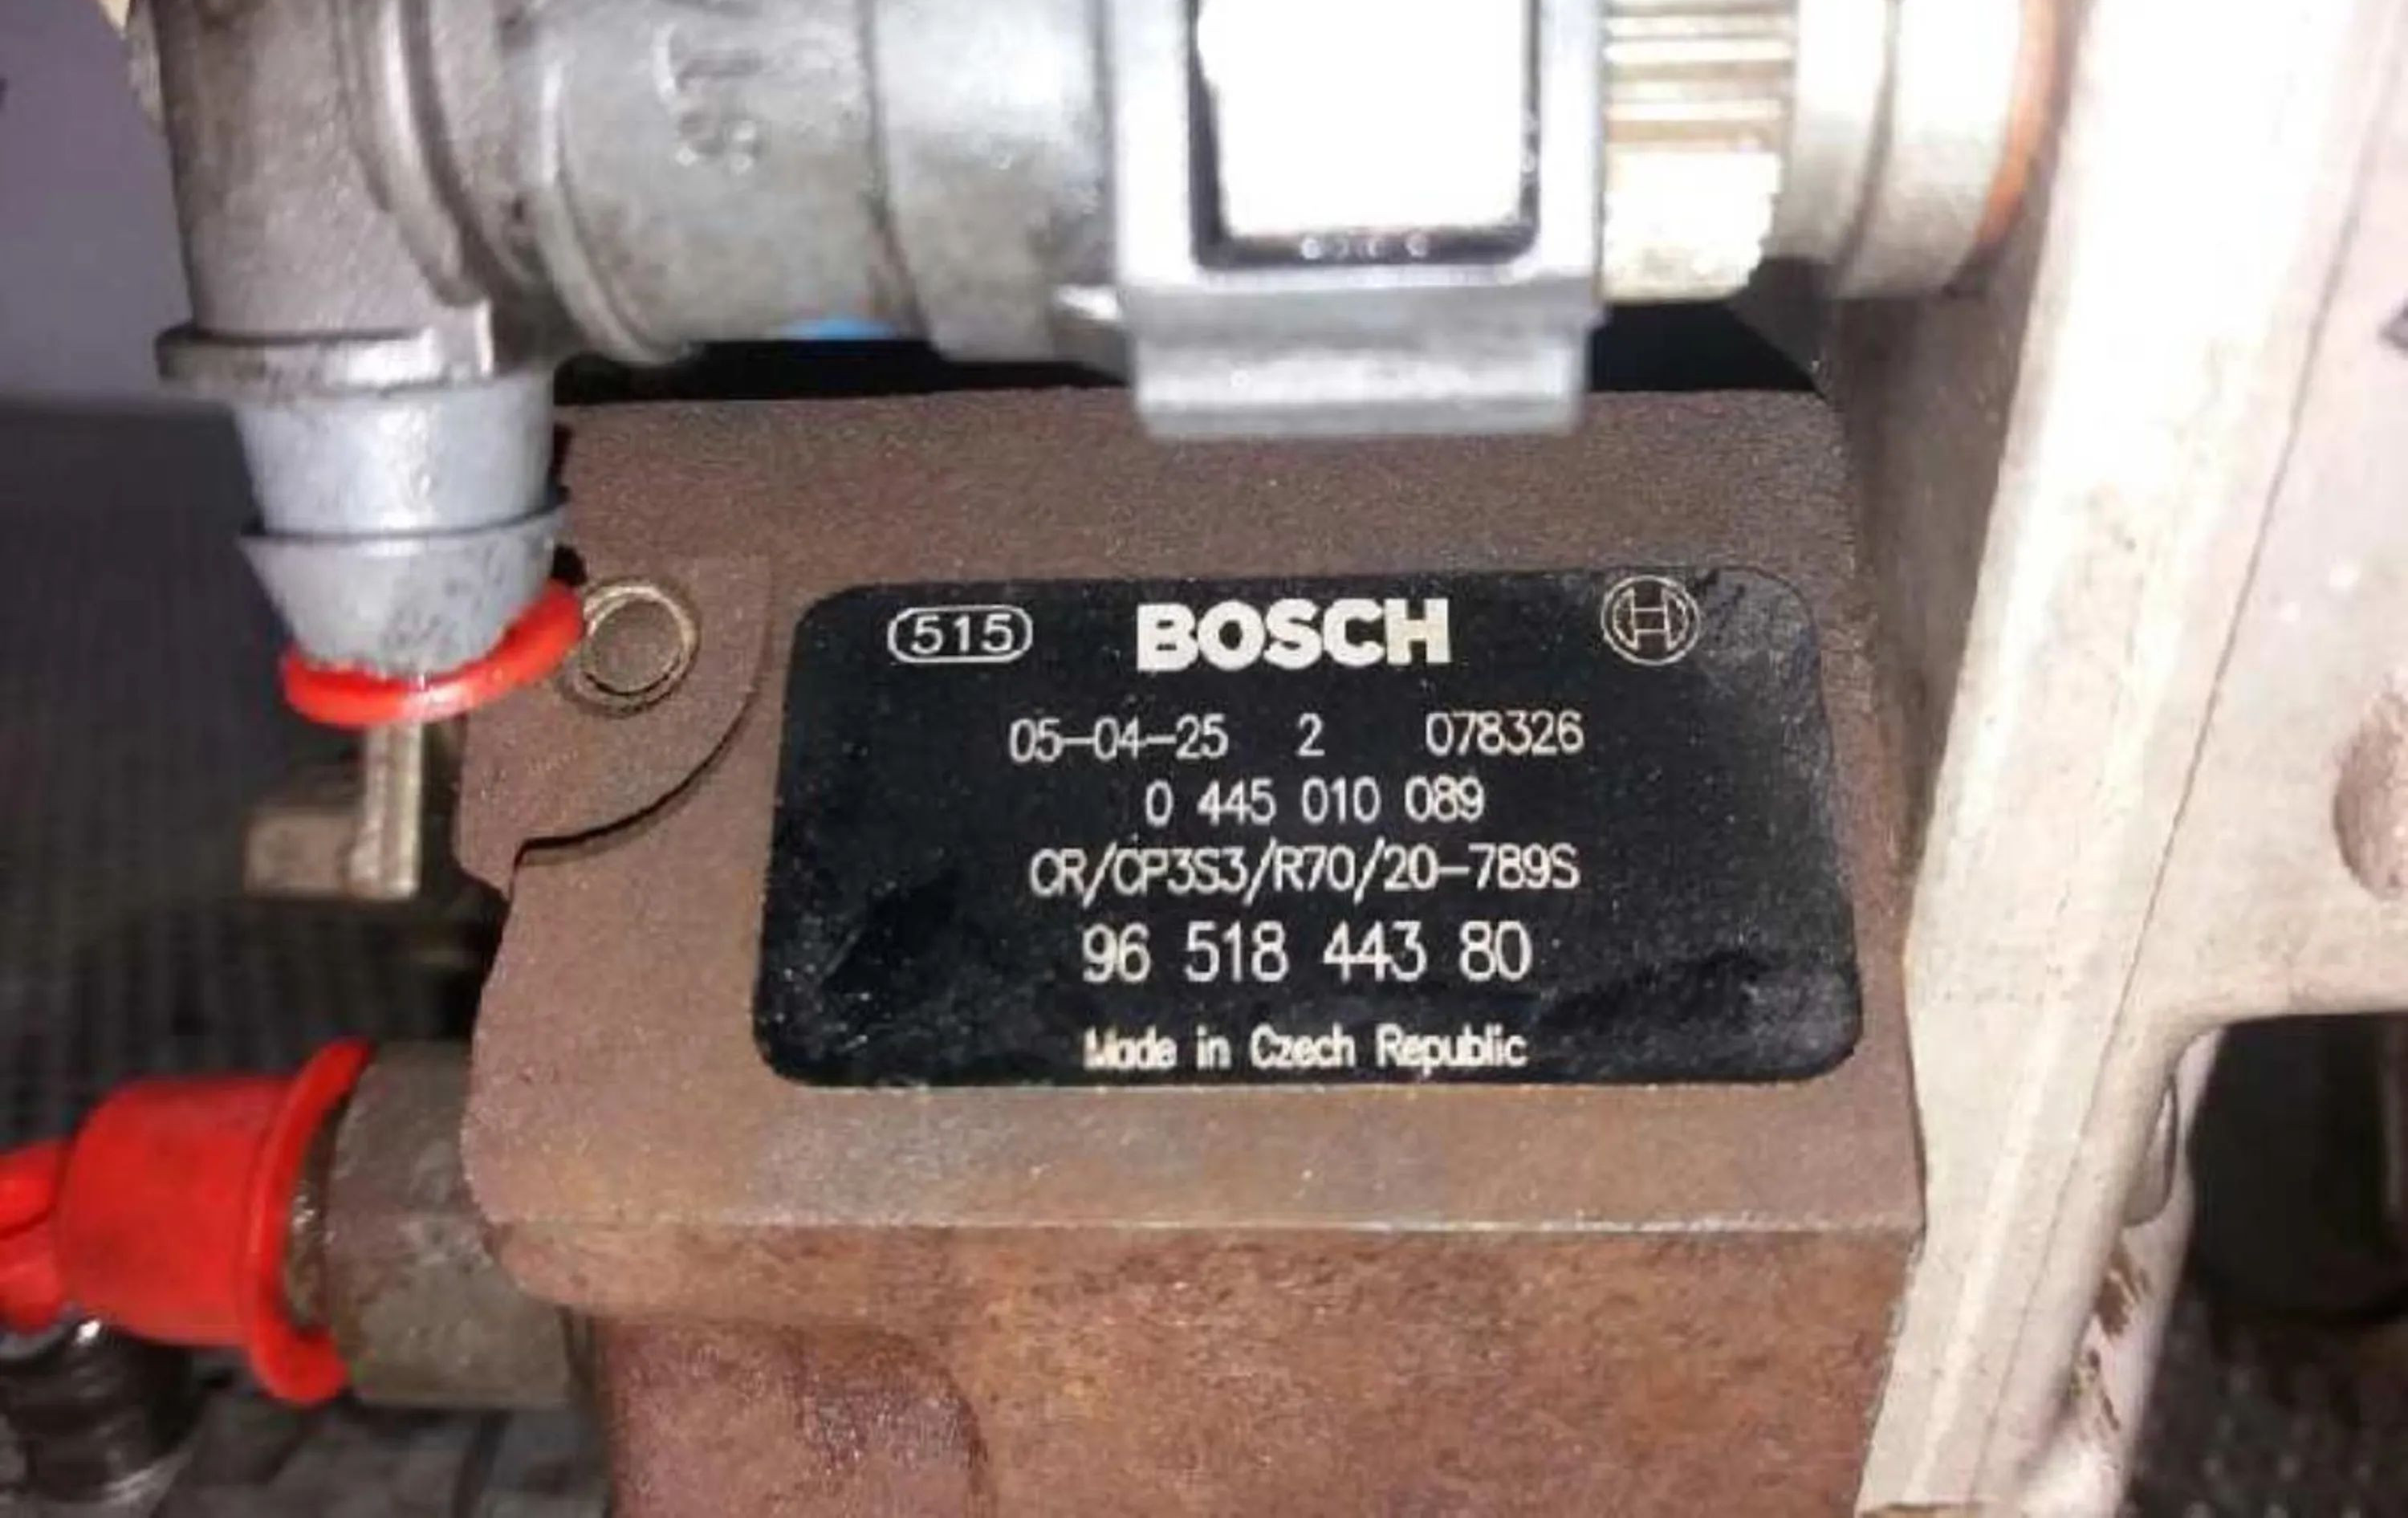 515 BOSCH
05-04-25 2 078326
0 445 010 089
CR/CP3S3/R70/20-789S
96 518 443 80
Made in Czech Republic